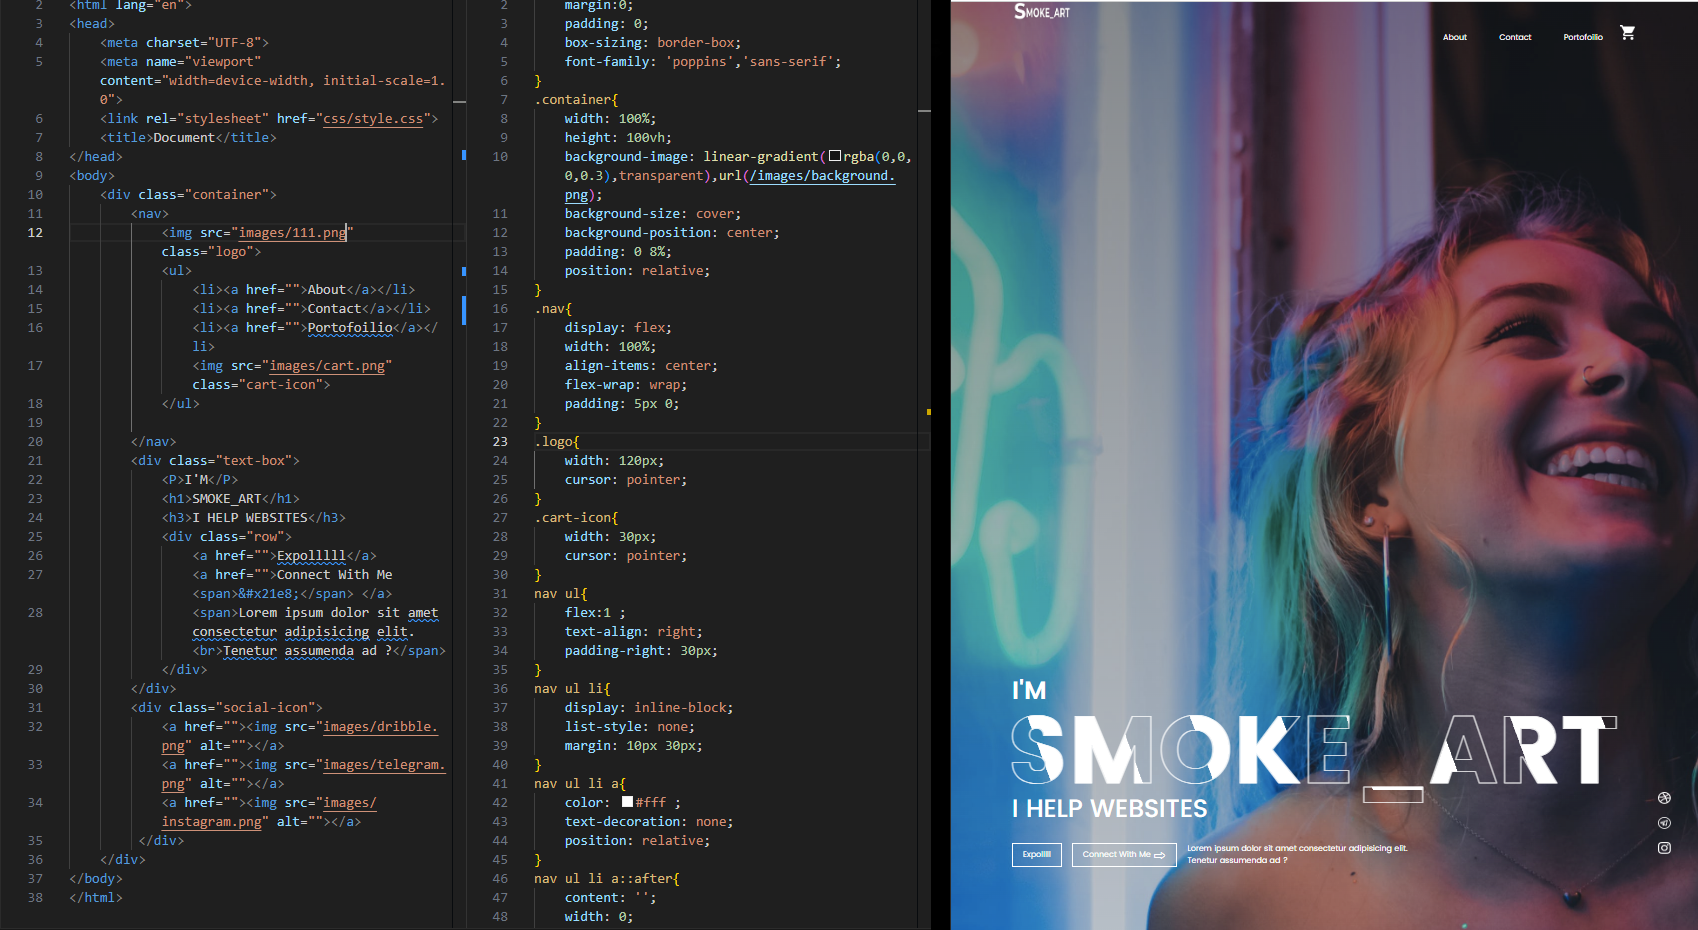 2 <html lang="en">
3 <head>
4 <meta charset="UTF-8">
5 <meta name="viewport"
content="width=device-width, initial-scale=1.
0">
6 <link rel="stylesheet" href="css/style.css">
7 <title>Document</title>
8 </head>
9 <body>
10 <div class="container">
11 <nav>
12 <img src="images/111.png"
class="logo">
13 <ul>
14 <li><a href="">About</a></li>
15 <li><a href="">Contact</a></li>
16 <li><a href="">Portofoilio</a></
li>
17 <img src="images/cart.png"
class="cart-icon">
18 </ul>
19
20 </nav>
21 <div class="text-box">
22 <P>I'M</P>
23 <h1>SMOKE_ART</h1>
24 <h3>I HELP WEBSITES</h3>
25 <div class="row">
26 <a href="">Expolllll</a>
27 <a href="">Connect With Me
<span>&#x21e8;</span> </a>
28 <span>Lorem ipsum dolor sit amet
consectetur adipisicing elit.
<br>Tenetur assumenda ad ?</span>
29 </div>
30 </div>
31 <div class="social-icon">
32 <a href=""><img src="images/dribble.
png" alt=""></a>
33 <a href=""><img src="images/telegram.
png" alt=""></a>
34 <a href=""><img src="images/
instagram.png" alt=""></a>
35 </div>
36 </div>
37 </body>
38 </html>
2 margin:0;
3 padding: 0;
4 box-sizing: border-box;
5 font-family: 'poppins','sans-serif';
6 }
7 .container{
8 width: 100%;
9 height: 100vh;
10 background-image: linear-gradient(rgba(0,0,
0,0.3),transparent),url(/images/background.
png);
11 background-size: cover;
12 background-position: center;
13 padding: 0 8%;
14 position: relative;
15 }
16 .nav{
17 display: flex;
18 width: 100%;
19 align-items: center;
20 flex-wrap: wrap;
21 padding: 5px 0;
22 }
23 .logo{
24 width: 120px;
25 cursor: pointer;
26 }
27 .cart-icon{
28 width: 30px;
29 cursor: pointer;
30 }
31 nav ul{
32 flex:1 ;
33 text-align: right;
34 padding-right: 30px;
35 }
36 nav ul li{
37 display: inline-block;
38 list-style: none;
39 margin: 10px 30px;
40 }
41 nav ul li a{
42 color: #fff ;
43 text-decoration: none;
44 position: relative;
45 }
46 nav ul li a::after{
47 content: '';
48 width: 0;
SMOKE_ART
About Contact Portofoilio
I'M
SMOKE_ART
I HELP WEBSITES
Expolllll
Connect With Me ⇨
Lorem ipsum dolor sit amet consectetur adipisicing elit.
Tenetur assumenda ad ?